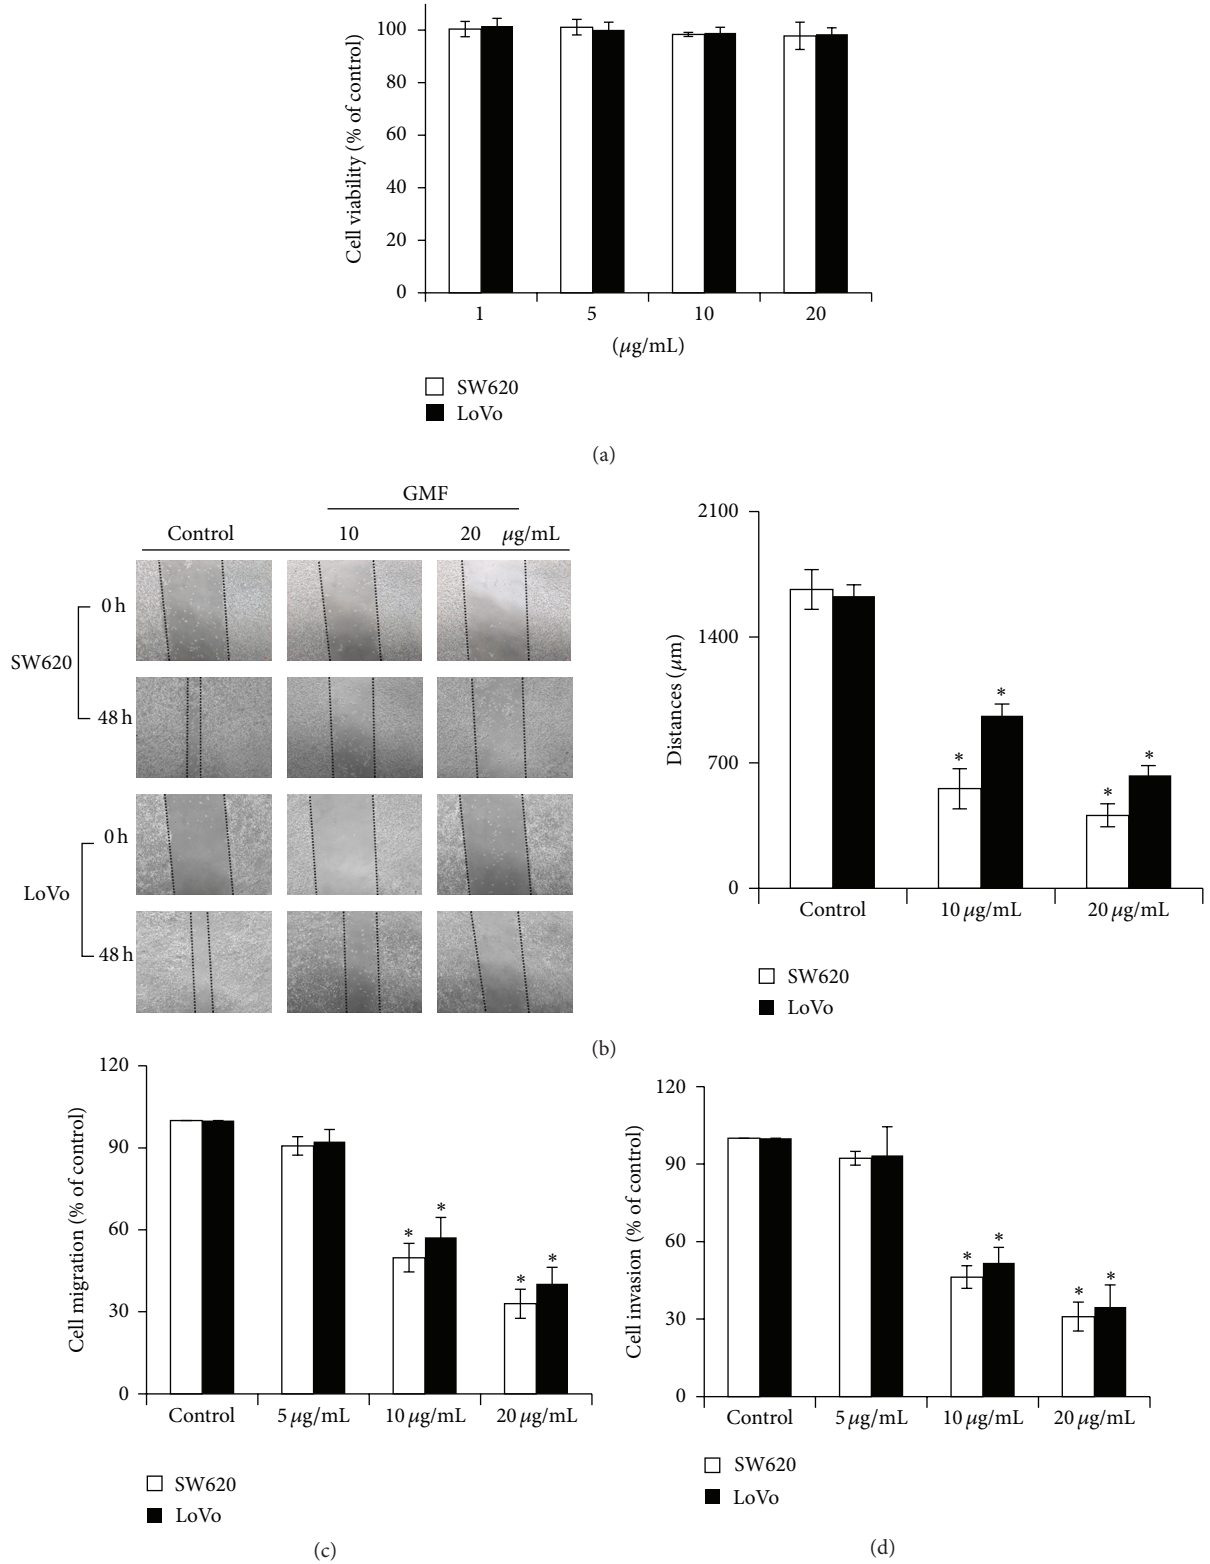 100
80
60
40
20
0
Cell viability (% of control)
1 5 10 20
(μg/mL)
SW620
LoVo
(a)
GMF
Control 10 20 μg/mL
0 h
SW620
48 h
0 h
LoVo
48 h
2100
1400
700
0
Distances (μm)
* * * *
Control 10 μg/mL 20 μg/mL
SW620
LoVo
(b)
120
90
60
30
0
Cell migration (% of control)
* * * *
Control 5 μg/mL 10 μg/mL 20 μg/mL
SW620
LoVo
(c)
120
90
60
30
0
Cell invasion (% of control)
* * * *
Control 5 μg/mL 10 μg/mL 20 μg/mL
SW620
LoVo
(d)